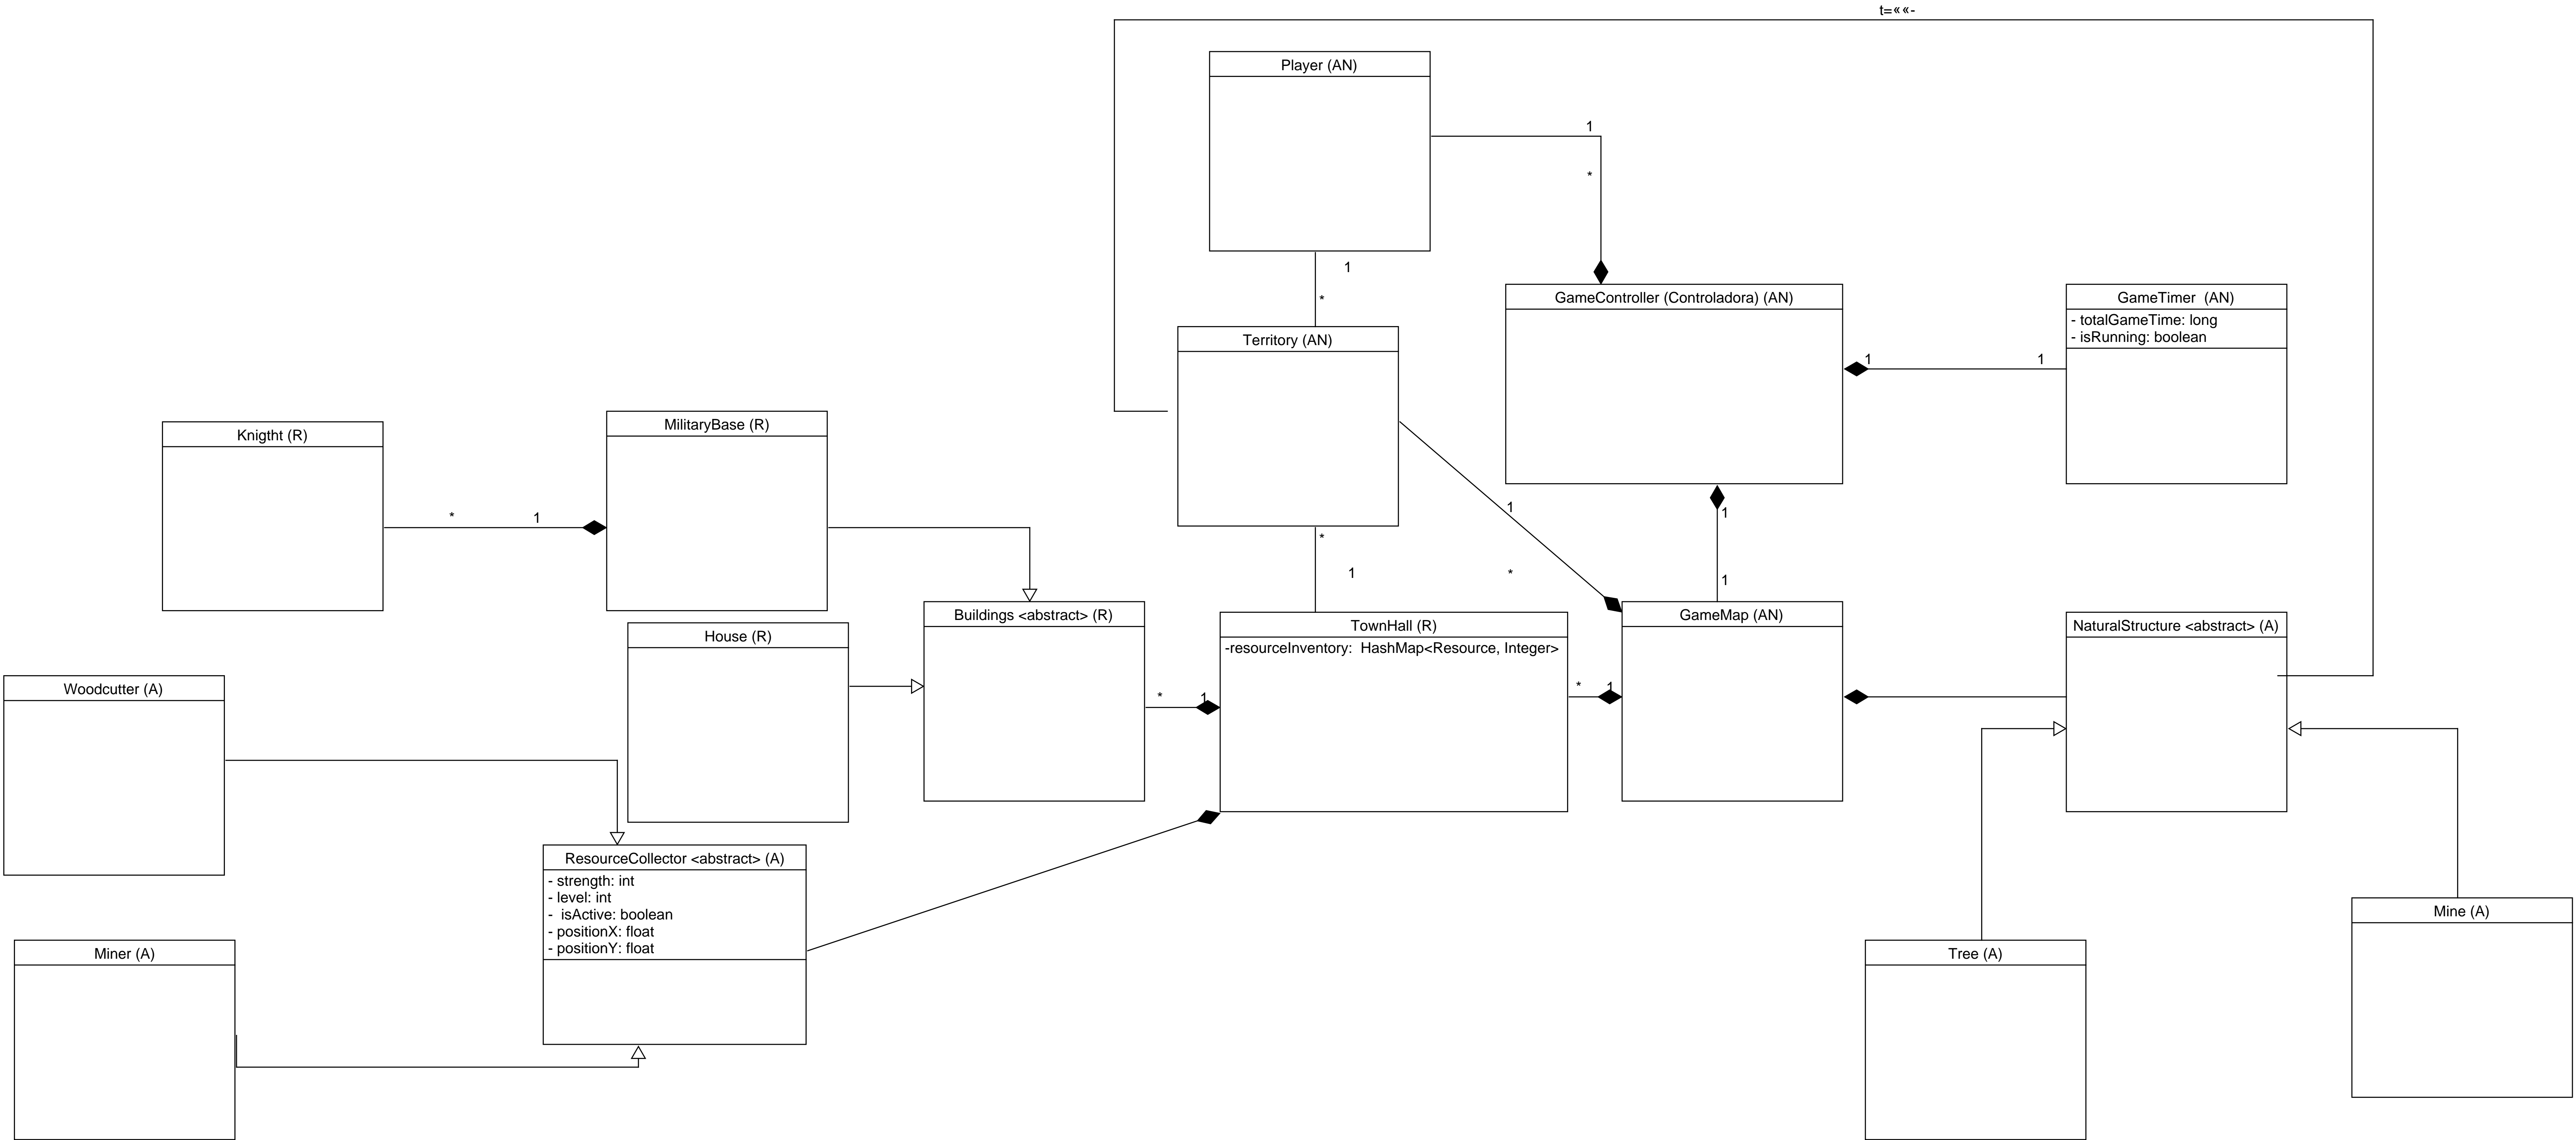 t=««-
Player (AN)
1
*
1
*
GameController (Controladora) (AN)
GameTimer  (AN)
- totalGameTime: long
- isRunning: boolean
1
1
Territory (AN)
Knigtht (R)
MilitaryBase (R)
*
1
1
1
*
1
*
1
Buildings <abstract> (R)
House (R)
TownHall (R)
-resourceInventory:  HashMap<Resource, Integer>
GameMap (AN)
NaturalStructure <abstract> (A)
Woodcutter (A)
*
1
*
1
ResourceCollector <abstract> (A)
- strength: int
- level: int
-  isActive: boolean
- positionX: float
- positionY: float
Miner (A)
Tree (A)
Mine (A)